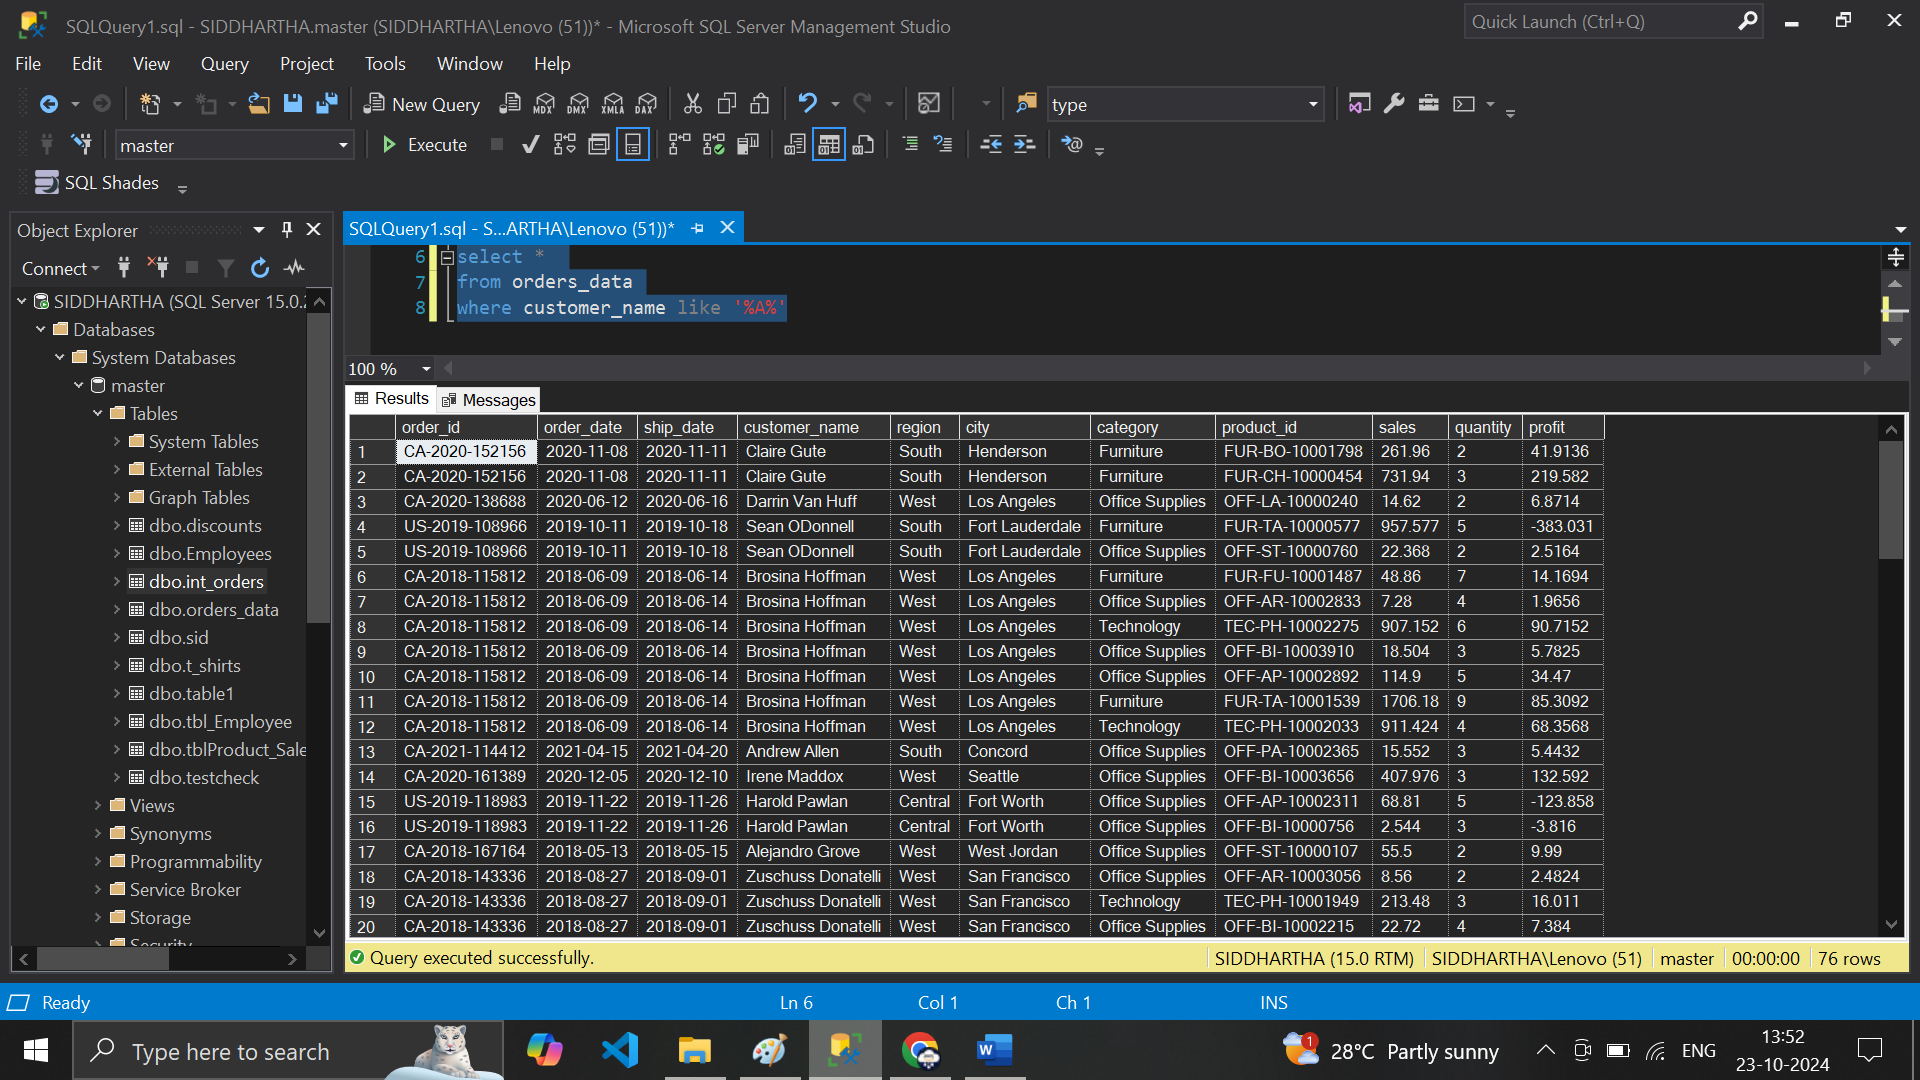 SQLQuery1.sql - SIDDHARTHA.master (SIDDHARTHA\Lenovo (51))* - Microsoft SQL Server Management Studio
Quick Launch (Ctrl+Q)
File Edit View Query Project Tools Window Help
New Query MDX DMX XMLA DAX type
master Execute
SQL Shades
Object Explorer
Connect
SIDDHARTHA (SQL Server 15.0.2
Databases
System Databases
master
Tables
System Tables
External Tables
Graph Tables
dbo.discounts
dbo.Employees
dbo.int_orders
dbo.orders_data
dbo.sid
dbo.t_shirts
dbo.table1
dbo.tbl_Employee
dbo.tblProduct_Sale
dbo.testcheck
Views
Synonyms
Programmability
Service Broker
Storage
Security
SQLQuery1.sql - S...ARTHA\Lenovo (51))*
6 select *
7 from orders_data
8 where customer_name like '%A%'
100 %
Results Messages
order_id order_date ship_date customer_name region city category product_id sales quantity profit
1 CA-2020-152156 2020-11-08 2020-11-11 Claire Gute South Henderson Furniture FUR-BO-10001798 261.96 2 41.9136
2 CA-2020-152156 2020-11-08 2020-11-11 Claire Gute South Henderson Furniture FUR-CH-10000454 731.94 3 219.582
3 CA-2020-138688 2020-06-12 2020-06-16 Darrin Van Huff West Los Angeles Office Supplies OFF-LA-10000240 14.62 2 6.8714
4 US-2019-108966 2019-10-11 2019-10-18 Sean ODonnell South Fort Lauderdale Furniture FUR-TA-10000577 957.577 5 -383.031
5 US-2019-108966 2019-10-11 2019-10-18 Sean ODonnell South Fort Lauderdale Office Supplies OFF-ST-10000760 22.368 2 2.5164
6 CA-2018-115812 2018-06-09 2018-06-14 Brosina Hoffman West Los Angeles Furniture FUR-FU-10001487 48.86 7 14.1694
7 CA-2018-115812 2018-06-09 2018-06-14 Brosina Hoffman West Los Angeles Office Supplies OFF-AR-10002833 7.28 4 1.9656
8 CA-2018-115812 2018-06-09 2018-06-14 Brosina Hoffman West Los Angeles Technology TEC-PH-10002275 907.152 6 90.7152
9 CA-2018-115812 2018-06-09 2018-06-14 Brosina Hoffman West Los Angeles Office Supplies OFF-BI-10003910 18.504 3 5.7825
10 CA-2018-115812 2018-06-09 2018-06-14 Brosina Hoffman West Los Angeles Office Supplies OFF-AP-10002892 114.9 5 34.47
11 CA-2018-115812 2018-06-09 2018-06-14 Brosina Hoffman West Los Angeles Furniture FUR-TA-10001539 1706.18 9 85.3092
12 CA-2018-115812 2018-06-09 2018-06-14 Brosina Hoffman West Los Angeles Technology TEC-PH-10002033 911.424 4 68.3568
13 CA-2021-114412 2021-04-15 2021-04-20 Andrew Allen South Concord Office Supplies OFF-PA-10002365 15.552 3 5.4432
14 CA-2020-161389 2020-12-05 2020-12-10 Irene Maddox West Seattle Office Supplies OFF-BI-10003656 407.976 3 132.592
15 US-2019-118983 2019-11-22 2019-11-26 Harold Pawlan Central Fort Worth Office Supplies OFF-AP-10002311 68.81 5 -123.858
16 US-2019-118983 2019-11-22 2019-11-26 Harold Pawlan Central Fort Worth Office Supplies OFF-BI-10000756 2.544 3 -3.816
17 CA-2018-167164 2018-05-13 2018-05-15 Alejandro Grove West West Jordan Office Supplies OFF-ST-10000107 55.5 2 9.99
18 CA-2018-143336 2018-08-27 2018-09-01 Zuschuss Donatelli West San Francisco Office Supplies OFF-AR-10003056 8.56 2 2.4824
19 CA-2018-143336 2018-08-27 2018-09-01 Zuschuss Donatelli West San Francisco Technology TEC-PH-10001949 213.48 3 16.011
20 CA-2018-143336 2018-08-27 2018-09-01 Zuschuss Donatelli West San Francisco Office Supplies OFF-BI-10002215 22.72 4 7.384
Query executed successfully. SIDDHARTHA (15.0 RTM) SIDDHARTHA\Lenovo (51) master 00:00:00 76 rows
Ready Ln 6 Col 1 Ch 1 INS
Type here to search W 1 28°C Partly sunny ENG 13:52
23-10-2024